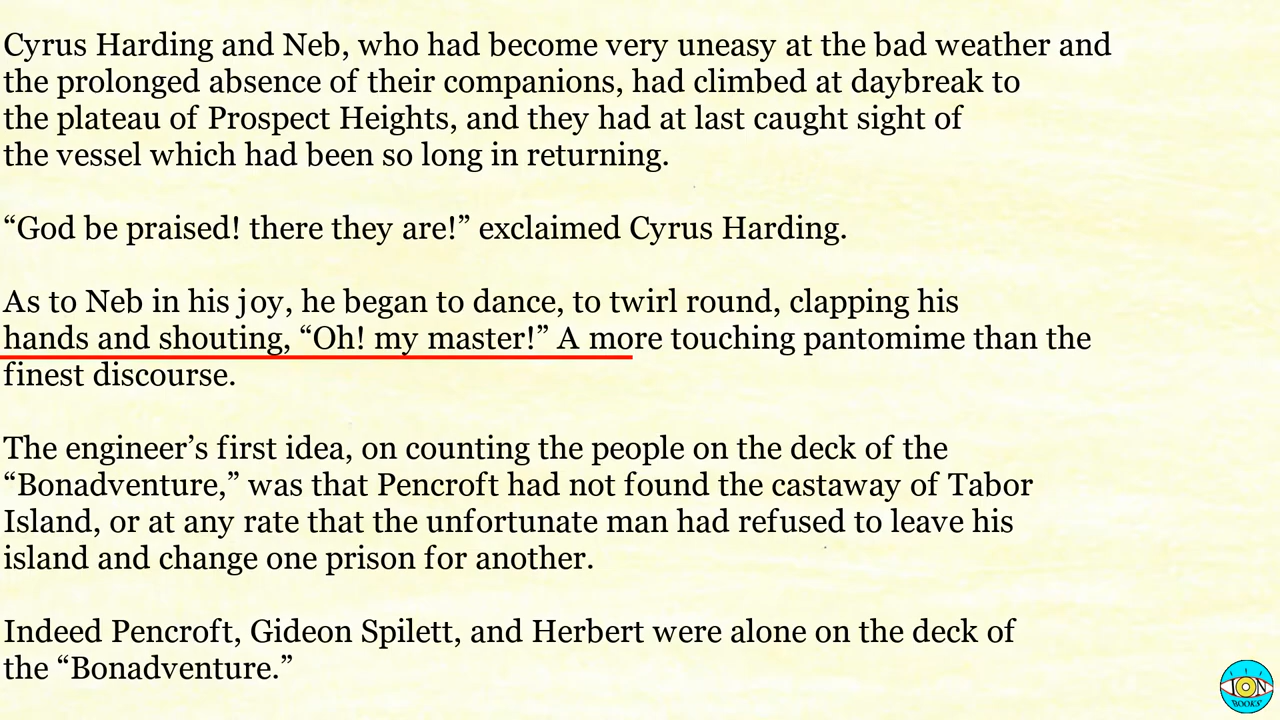 Cyrus Harding and Neb, who had become very uneasy at the bad weather and
the prolonged absence of their companions, had climbed at daybreak to
the plateau of Prospect Heights, and they had at last caught sight of
the vessel which had been so long in returning.
“God be praised! there they are!” exclaimed Cyrus Harding.
As to Neb in his joy, he began to dance, to twirl round, clapping his
hands and shouting, “Oh! my master!” A more touching pantomime than the
finest discourse.
The engineer’s first idea, on counting the people on the deck of the
“Bonadventure,” was that Pencroft had not found the castaway of Tabor
Island, or at any rate that the unfortunate man had refused to leave his
island and change one prison for another.
Indeed Pencroft, Gideon Spilett, and Herbert were alone on the deck of
the “Bonadventure.”
ION
BOOKS